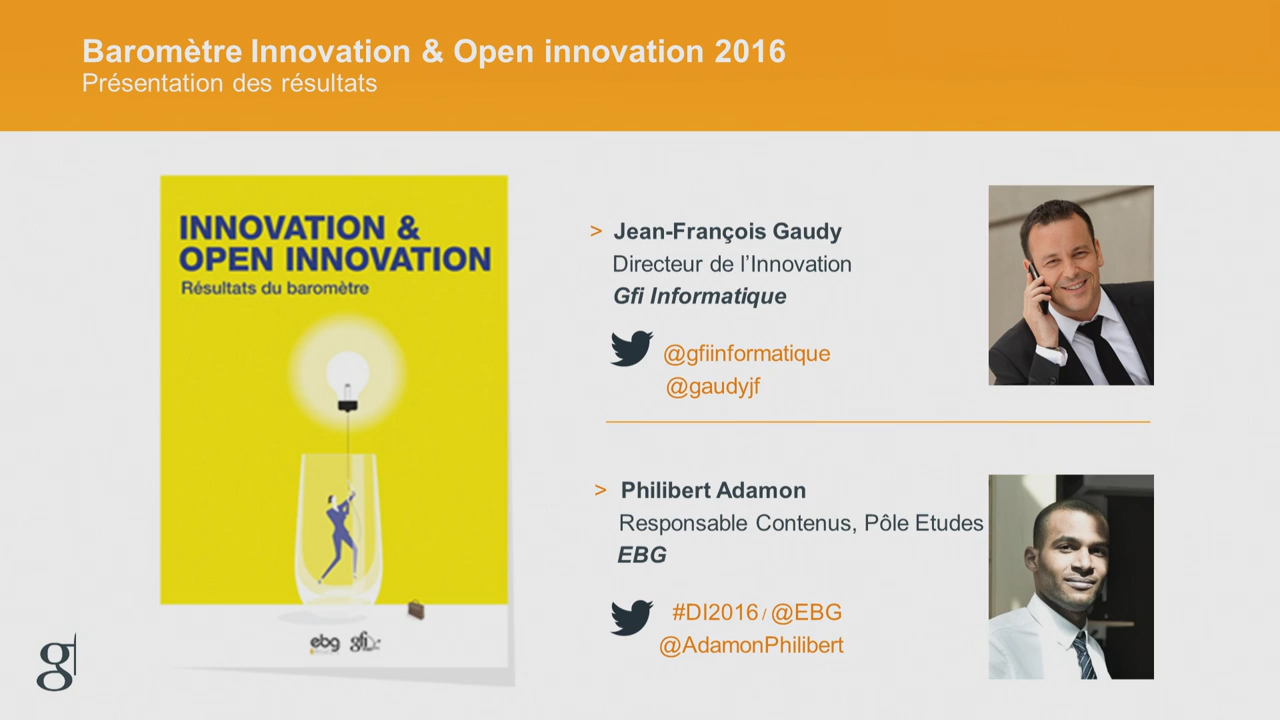 Baromètre Innovation & Open innovation 2016
Présentation des résultats
INNOVATION &
OPEN INNOVATION
Résultats du baromètre
ebg gfi
> Jean-François Gaudy
Directeur de l’Innovation
Gfi Informatique
@gfiinformatique
@gaudyjf
> Philibert Adamon
Responsable Contenus, Pôle Etudes
EBG
#DI2016 / @EBG
@AdamonPhilibert
g